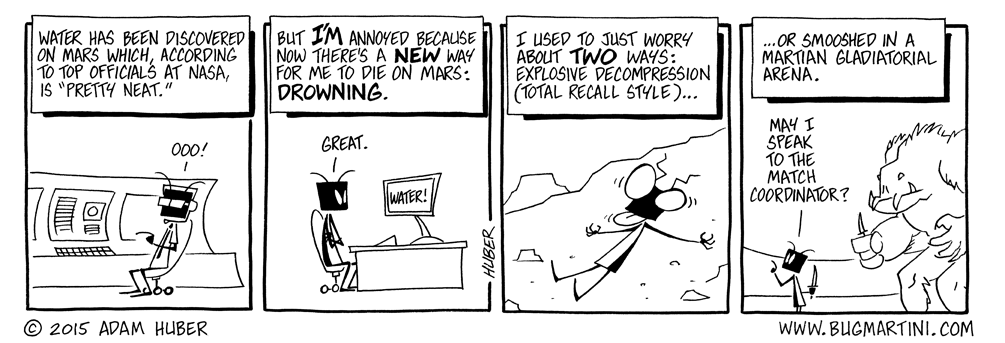 WATER HAS BEEN DISCOVERED
ON MARS WHICH, ACCORDING
TO TOP OFFICIALS AT NASA,
IS "PRETTY NEAT."
OOO!
BUT I'M ANNOYED BECAUSE
NOW THERE'S A NEW WAY
FOR ME TO DIE ON MARS:
DROWNING.
GREAT.
WATER!
HUBER
I USED TO JUST WORRY
ABOUT TWO WAYS:
EXPLOSIVE DECOMPRESSION
(TOTAL RECALL STYLE)...
...OR SMOOSHED IN A
MARTIAN GLADIATORIAL
ARENA.
MAY I
SPEAK
TO THE
MATCH
COORDINATOR?
© 2015 ADAM HUBER
WWW.BUGMARTINI.COM